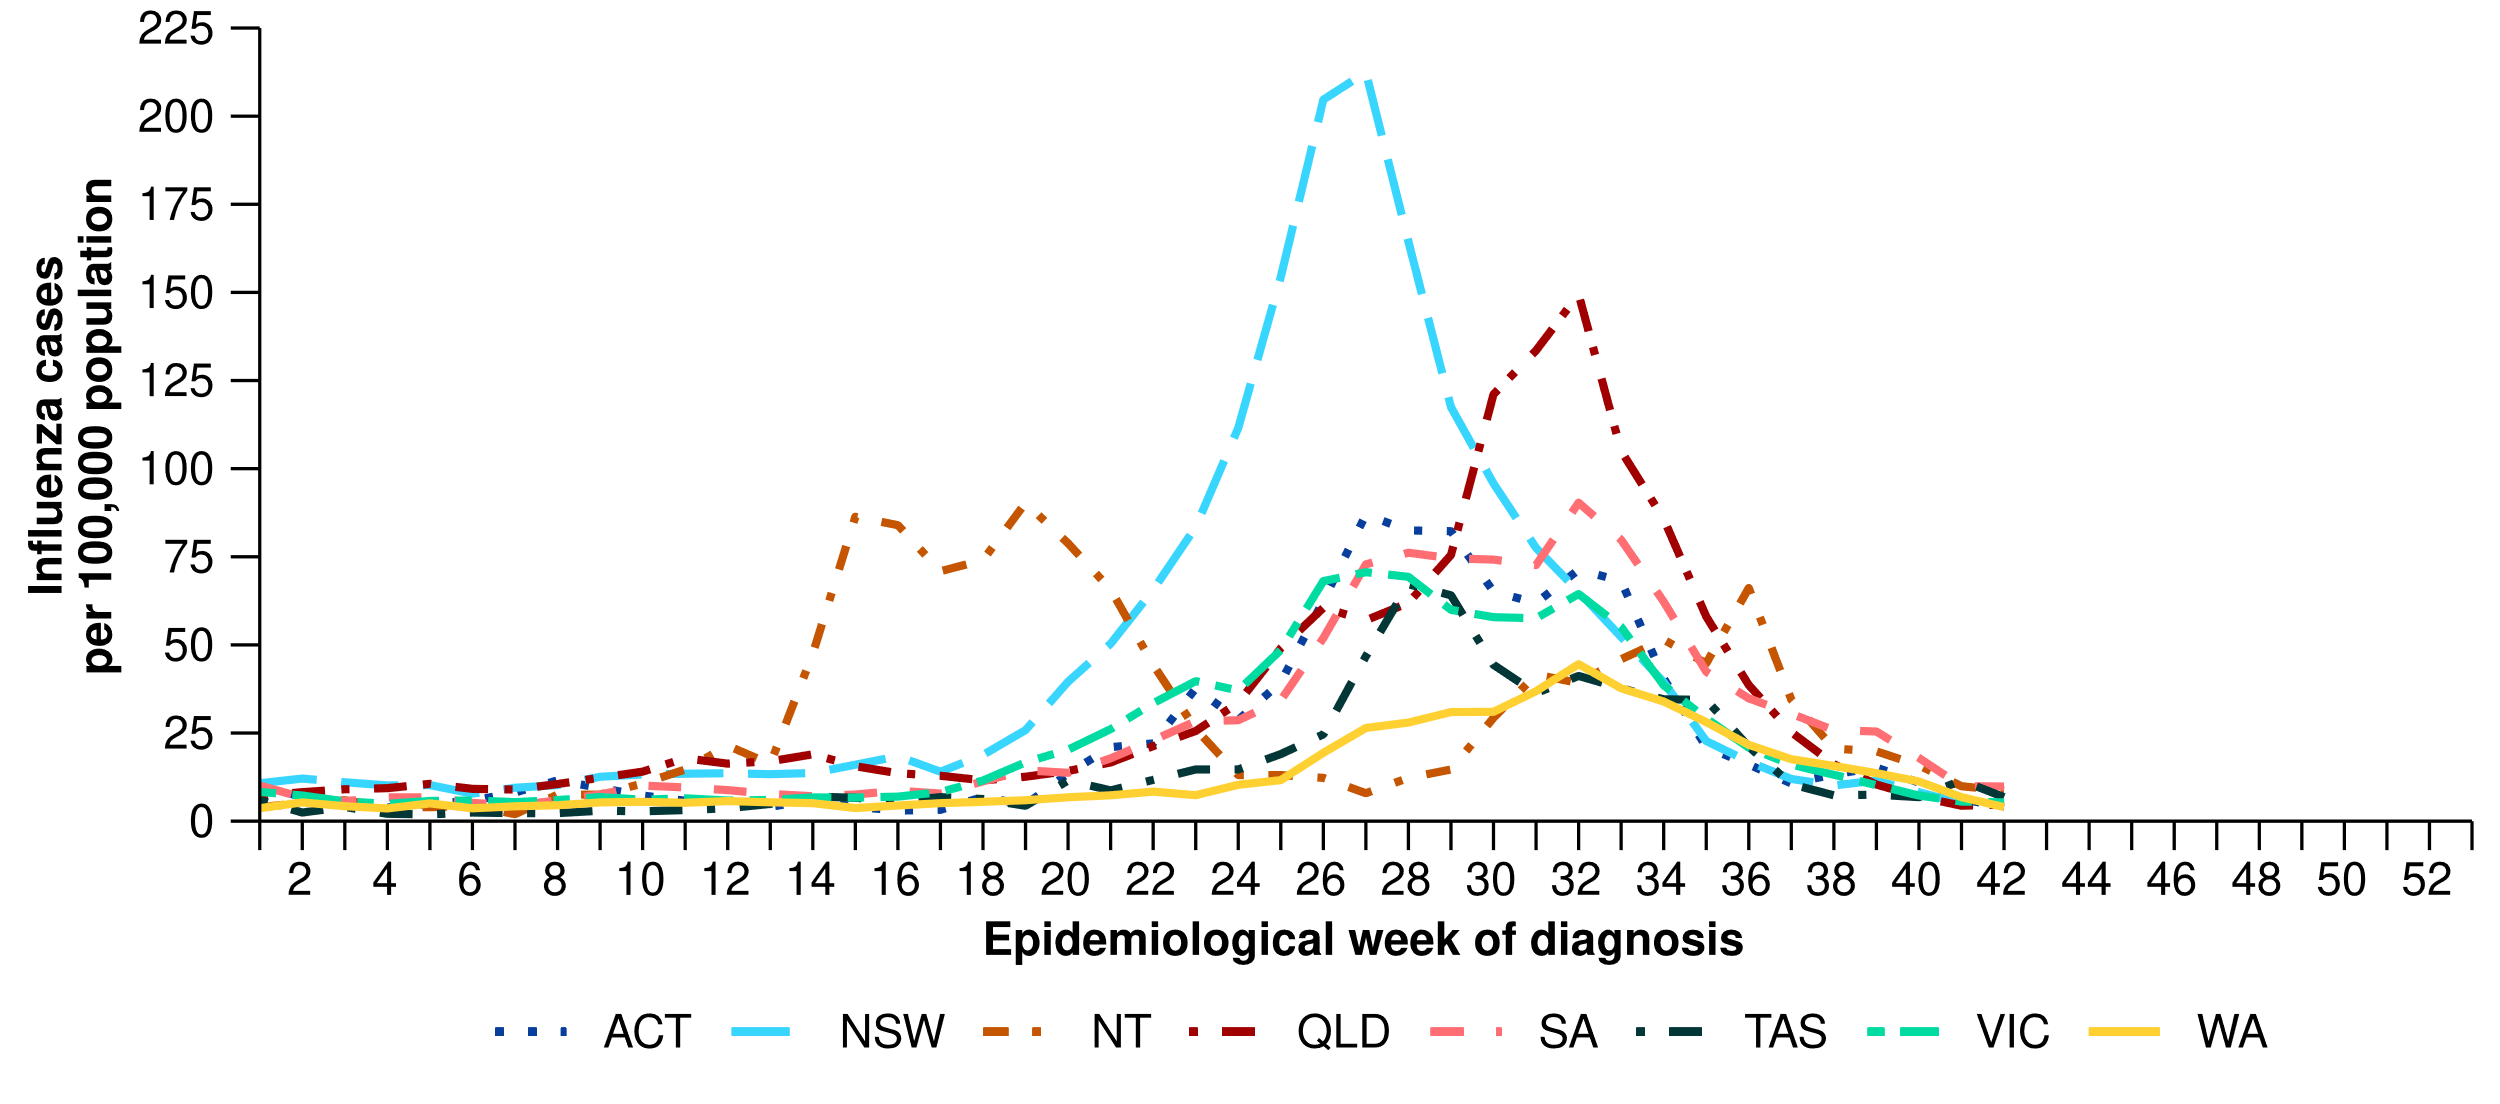 Influenza cases
per 100,000 population
225
200
175
150
125
100
75
50
25
0
2 4 6 8 10 12 14 16 18 20 22 24 26 28 30 32 34 36 38 40 42 44 46 48 50 52
Epidemiological week of diagnosis
ACT NSW NT QLD SA TAS VIC WA